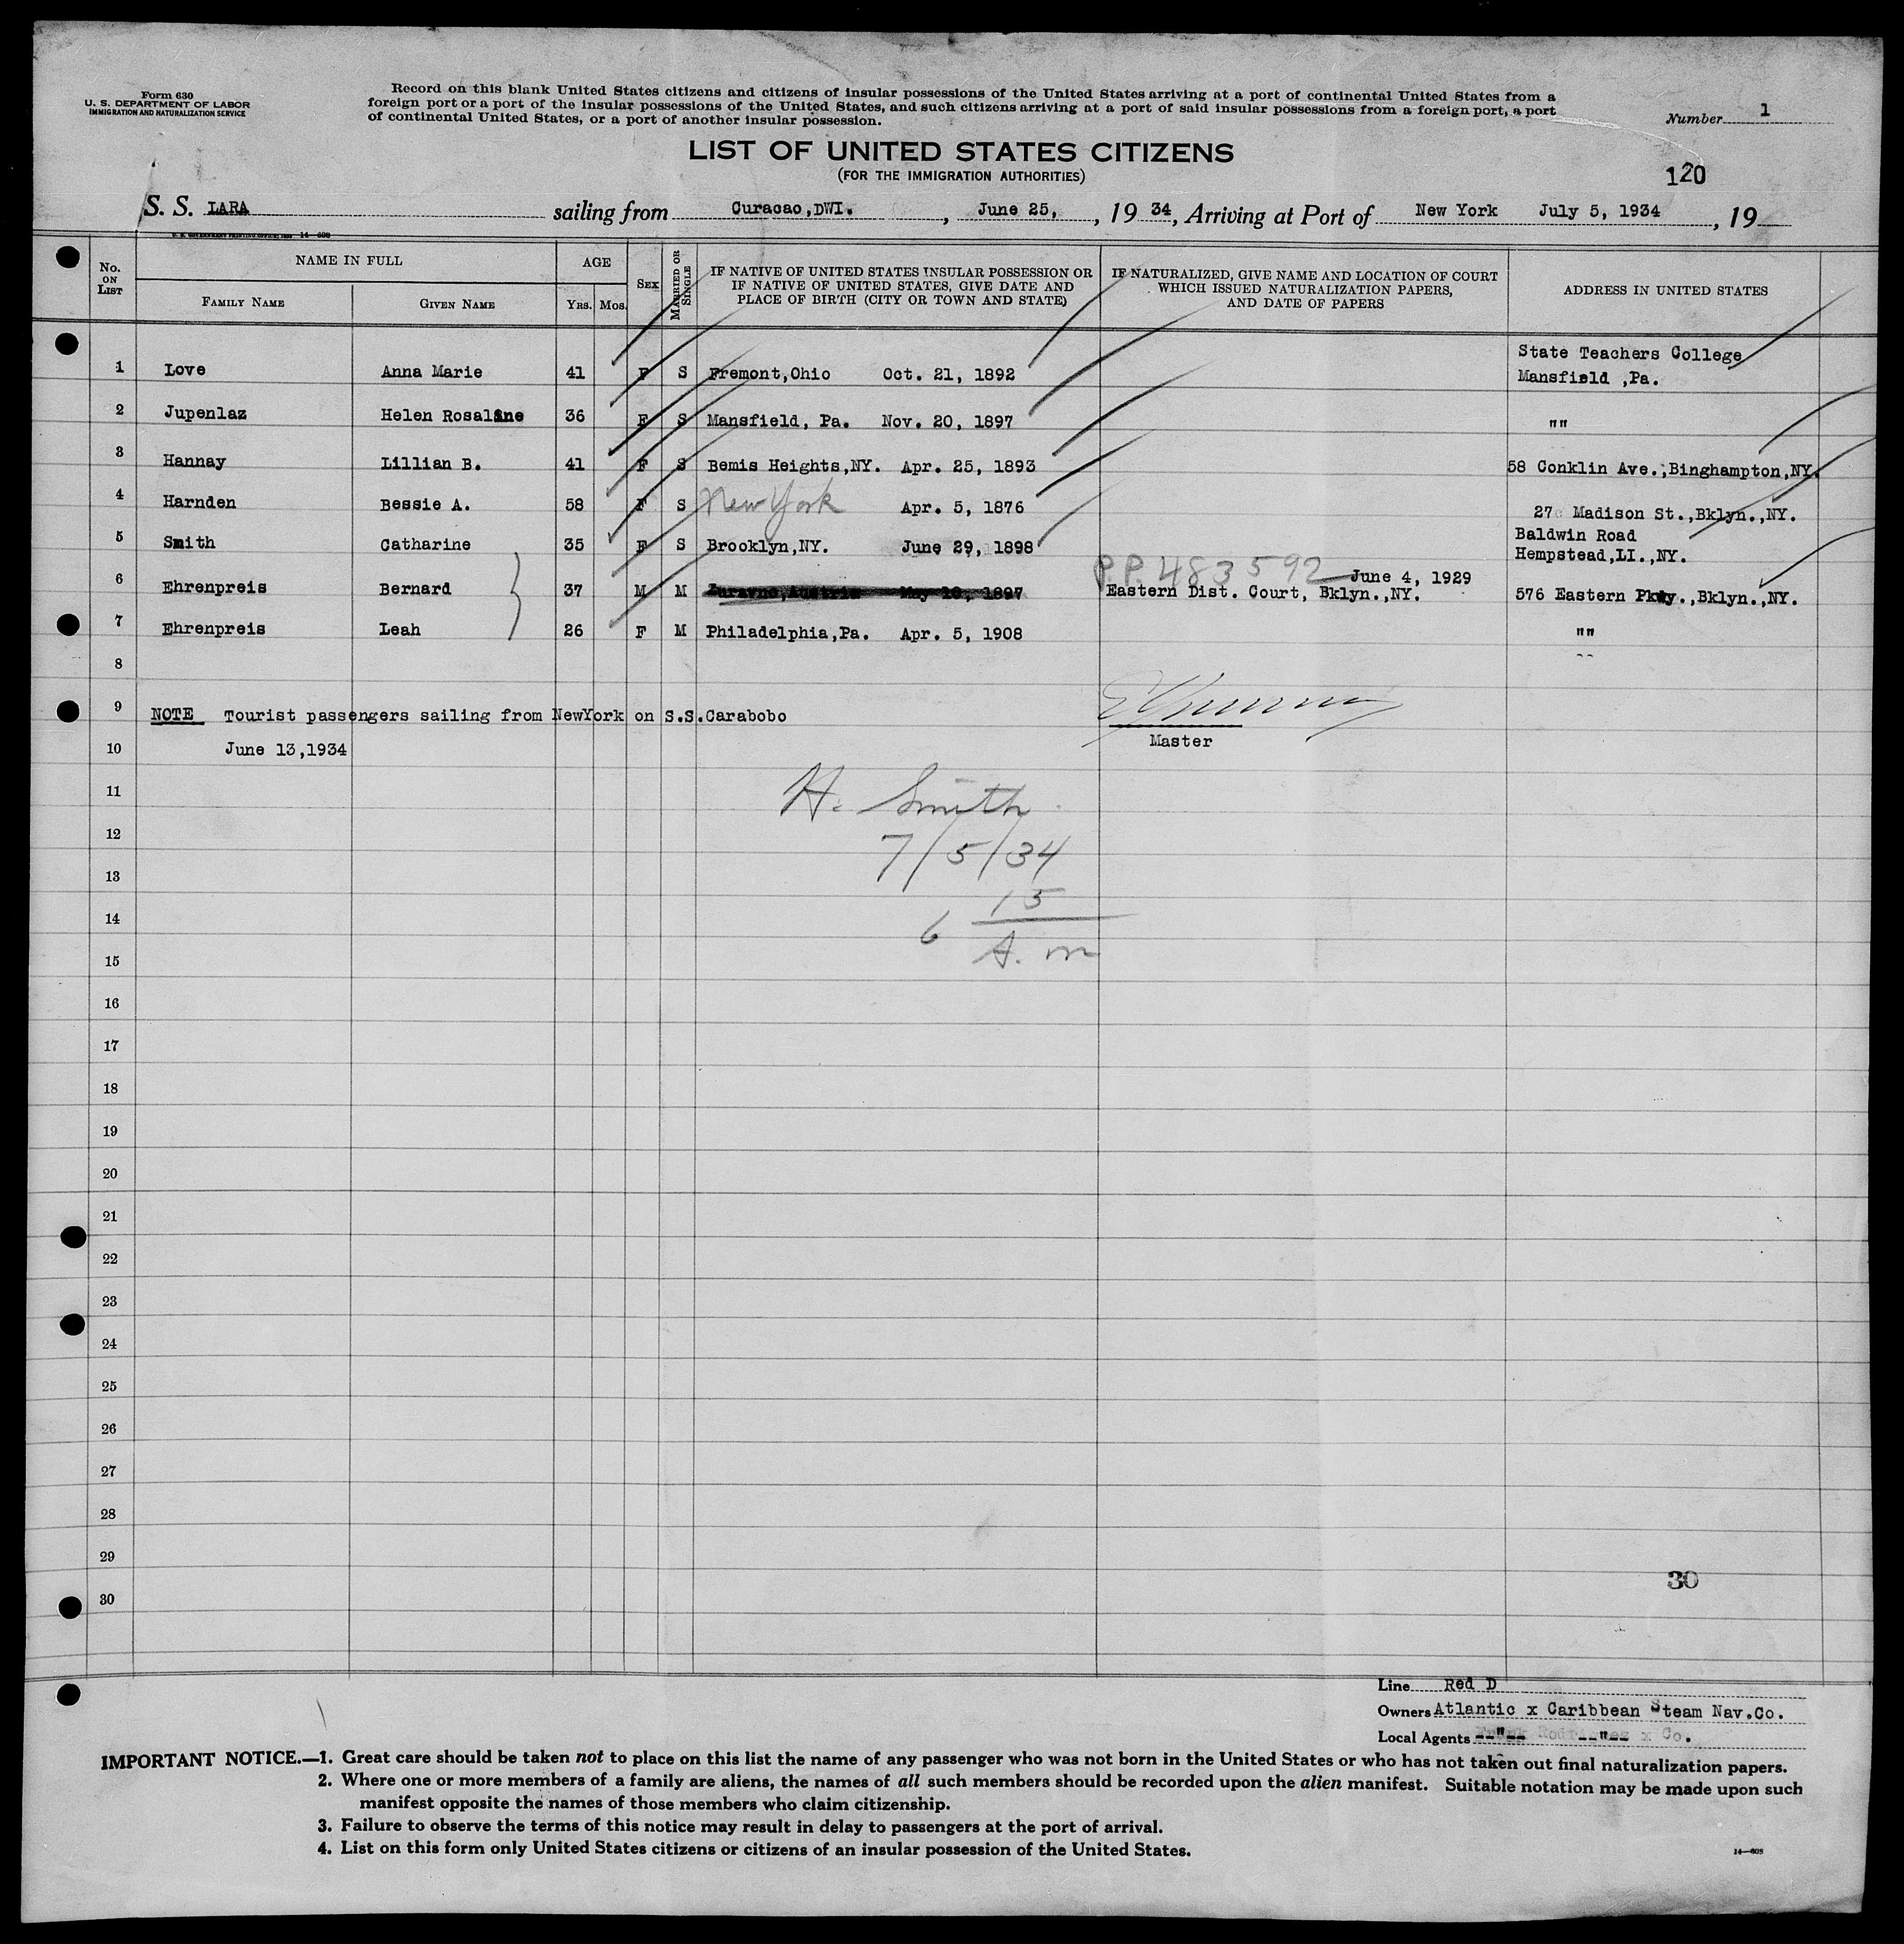 Form 630
U. S. DEPARTMENT OF LABOR
IMMIGRATION AND NATURALIZATION SERVICE
Record on this blank United States citizens and citizens of insular possessions of the United States arriving at a port of continental United States from a
foreign port or a port of the insular possessions of the United States, and such citizens arriving at a port of said insular possessions from a foreign port, a port
of continental United States, or a port of another insular possession.
Number 1
LIST OF UNITED STATES CITIZENS
(FOR THE IMMIGRATION AUTHORITIES)
120
S. S. LARA sailing from Curacao,DWI. , June 25, , 19 34, Arriving at Port of New York July 5, 1934 , 19
No. ON LIST
NAME IN FULL
FAMILY NAME
GIVEN NAME
AGE
YRS. MOS.
SEX
MARRIED OR SINGLE
IF NATIVE OF UNITED STATES INSULAR POSSESSION OR
IF NATIVE OF UNITED STATES, GIVE DATE AND
PLACE OF BIRTH (CITY OR TOWN AND STATE)
IF NATURALIZED, GIVE NAME AND LOCATION OF COURT
WHICH ISSUED NATURALIZATION PAPERS,
AND DATE OF PAPERS
ADDRESS IN UNITED STATES
1 Love Anna Marie 41 F S Fremont,Ohio Oct. 21, 1892 State Teachers College
Mansfield ,Pa.
2 Jupenlaz Helen Rosaline 36 F S Mansfield, Pa. Nov. 20, 1897 ""
3 Hannay Lillian B. 41 F S Bemis Heights,NY. Apr. 25, 1893 58 Conklin Ave.,Binghampton,NY.
4 Harnden Bessie A. 58 F S New York Apr. 5, 1876 27 Madison St.,Bklyn.,NY.
5 Smith Catharine 35 F S Brooklyn,NY. June 29, 1898 Baldwin Road
Hempstead,LI.,NY.
P.P. 483592 June 4, 1929
6 Ehrenpreis Bernard 37 M M May 10, 1897 Eastern Dist. Court, Bklyn.,NY. 576 Eastern Pkwy.,Bklyn.,NY.
7 Ehrenpreis Leah 26 F M Philadelphia,Pa. Apr. 5, 1908 ""
8
9 NOTE Tourist passengers sailing from NewYork on S.S.Carabobo
10 June 13,1934 Master
11 H. Smith
12
7/5/34
13
14 6 15
A. m
15
16
17
18
19
20
21
22
23
24
25
26
27
28
29
30
30
Line Red D
Owners Atlantic x Caribbean Steam Nav.Co.
Local Agents --"-- --"--
IMPORTANT NOTICE.—1. Great care should be taken not to place on this list the name of any passenger who was not born in the United States or who has not taken out final naturalization papers.
2. Where one or more members of a family are aliens, the names of all such members should be recorded upon the alien manifest. Suitable notation may be made upon such
manifest opposite the names of those members who claim citizenship.
3. Failure to observe the terms of this notice may result in delay to passengers at the port of arrival.
4. List on this form only United States citizens or citizens of an insular possession of the United States.
14—608